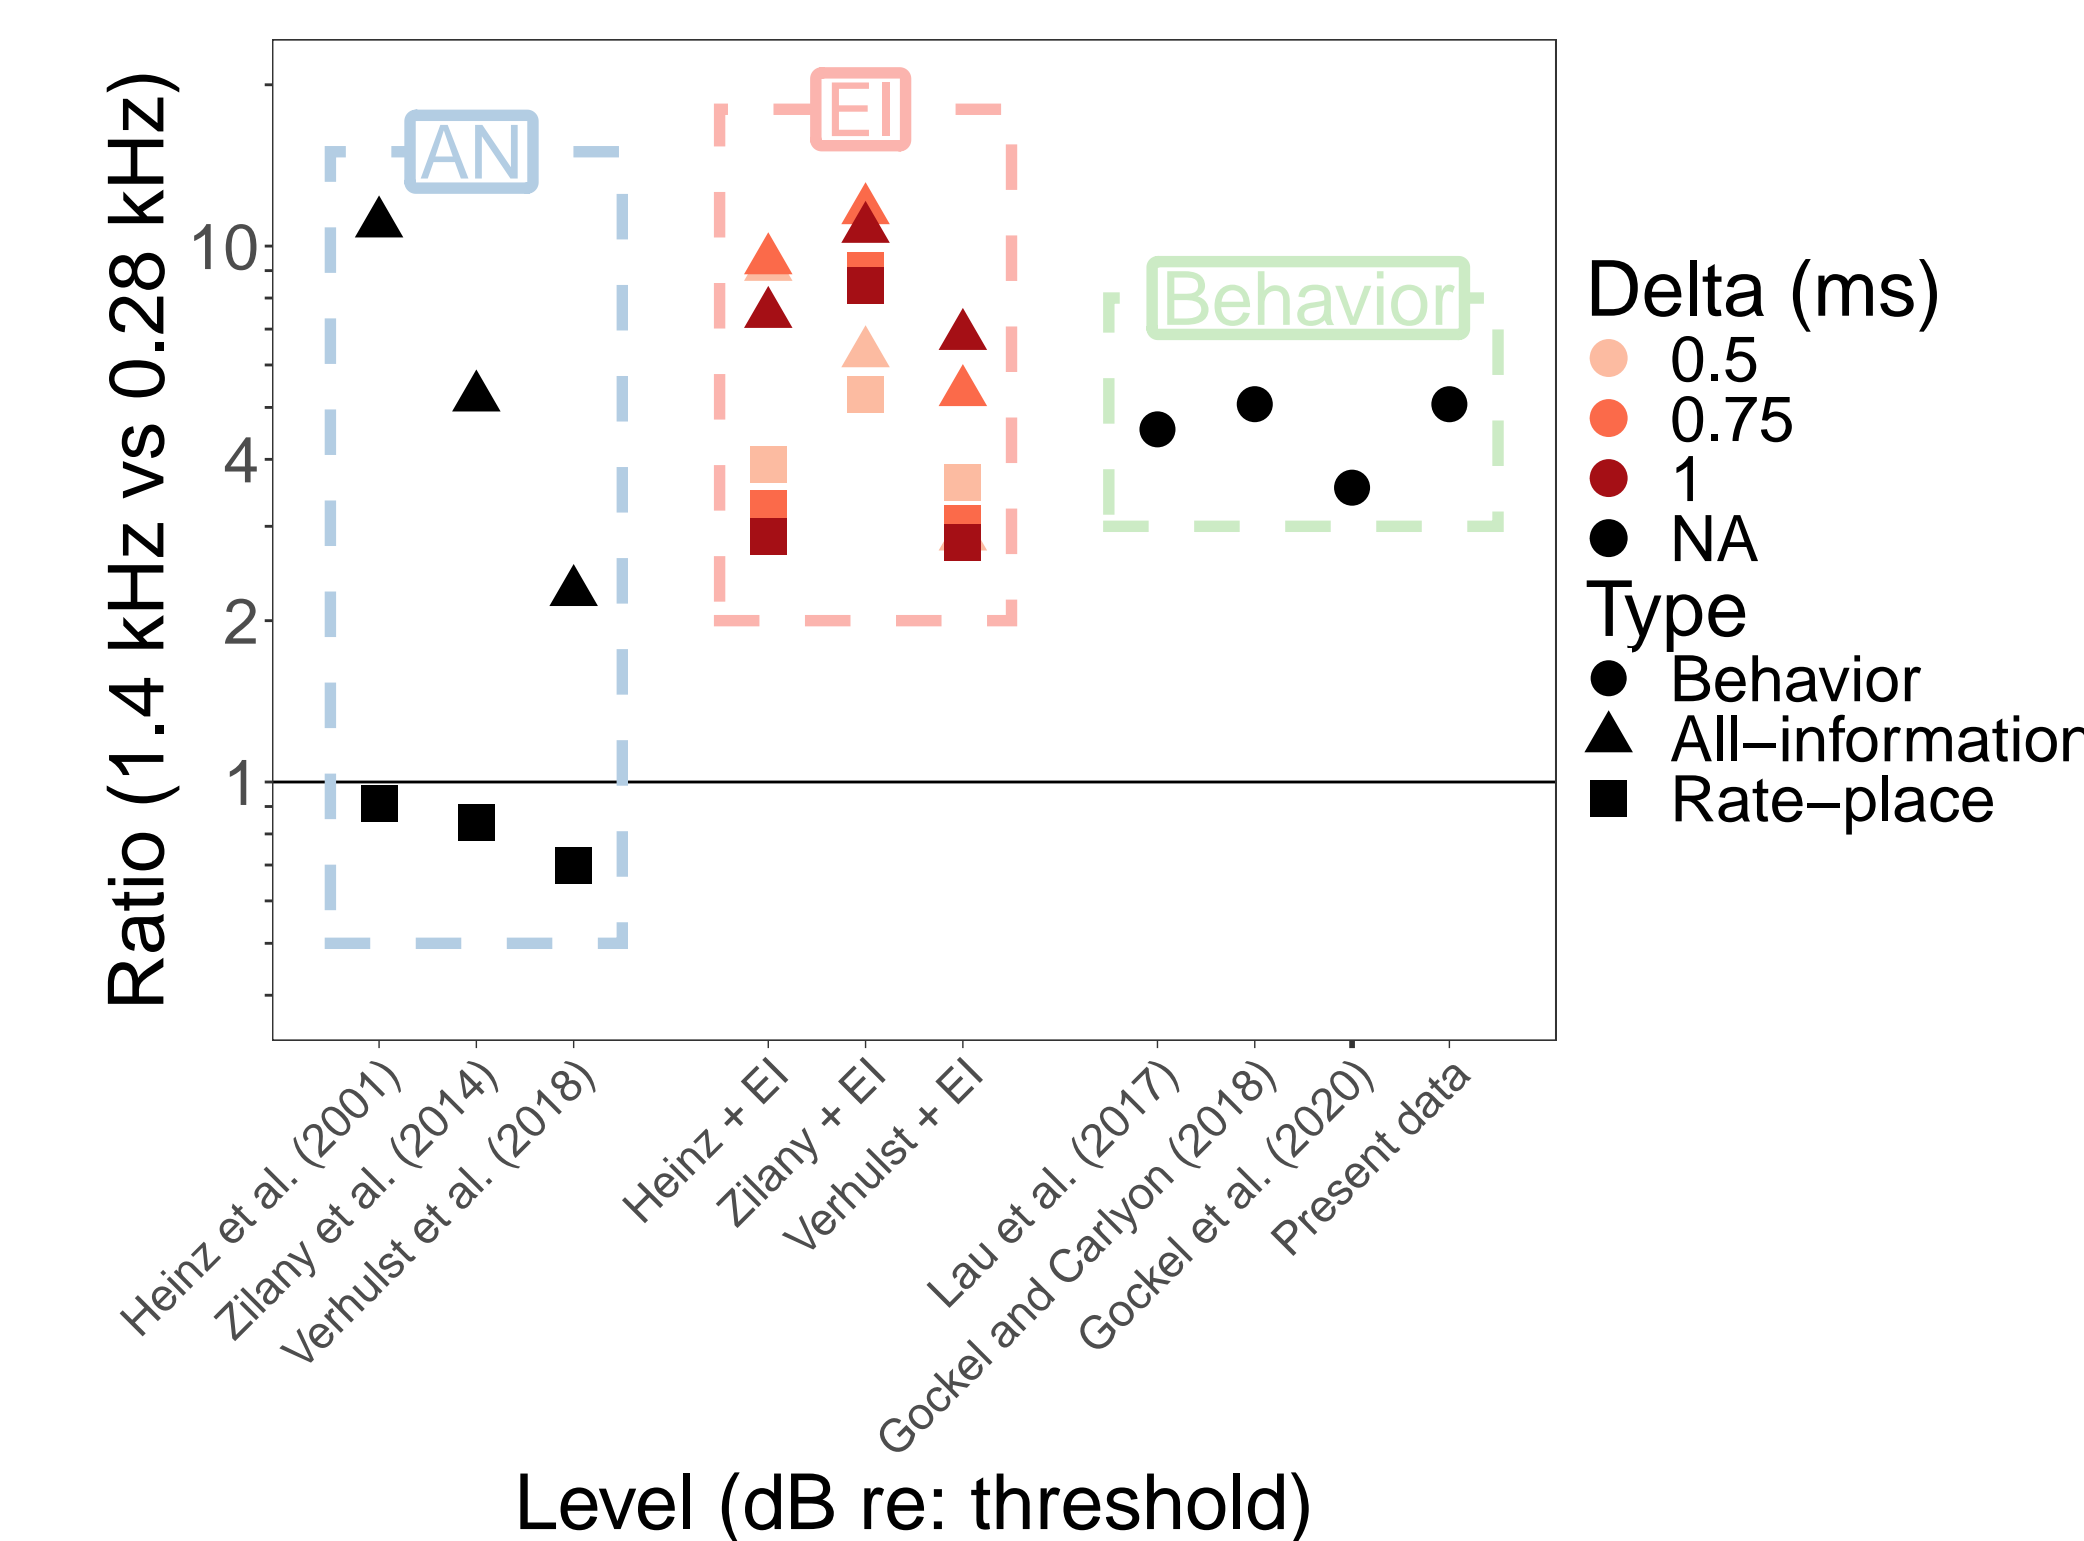 Ratio (1.4 kHz vs 0.28 kHz)
10
4
2
1
AN
EI
Behavior
Heinz et al. (2001)
Zilany et al. (2014)
Verhulst et al. (2018)
Heinz + EI
Zilany + EI
Verhulst + EI
Lau et al. (2017)
Gockel and Carlyon (2018)
Gockel et al. (2020)
Present data
Level (dB re: threshold)
Delta (ms)
0.5
0.75
1
NA
Type
Behavior
All−information
Rate−place